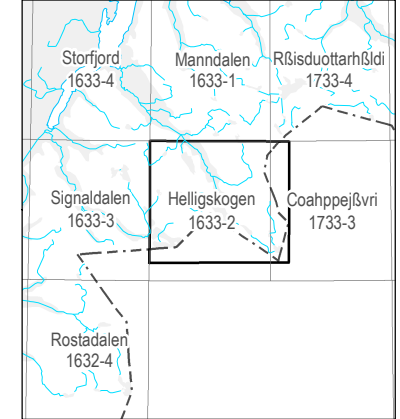 Storfjord
1633-4
Manndalen
1633-1
Rßisduottarhßldi
1733-4
Signaldalen
1633-3
Helligskogen
1633-2
Coahppejßvri
1733-3
Rostadalen
1632-4